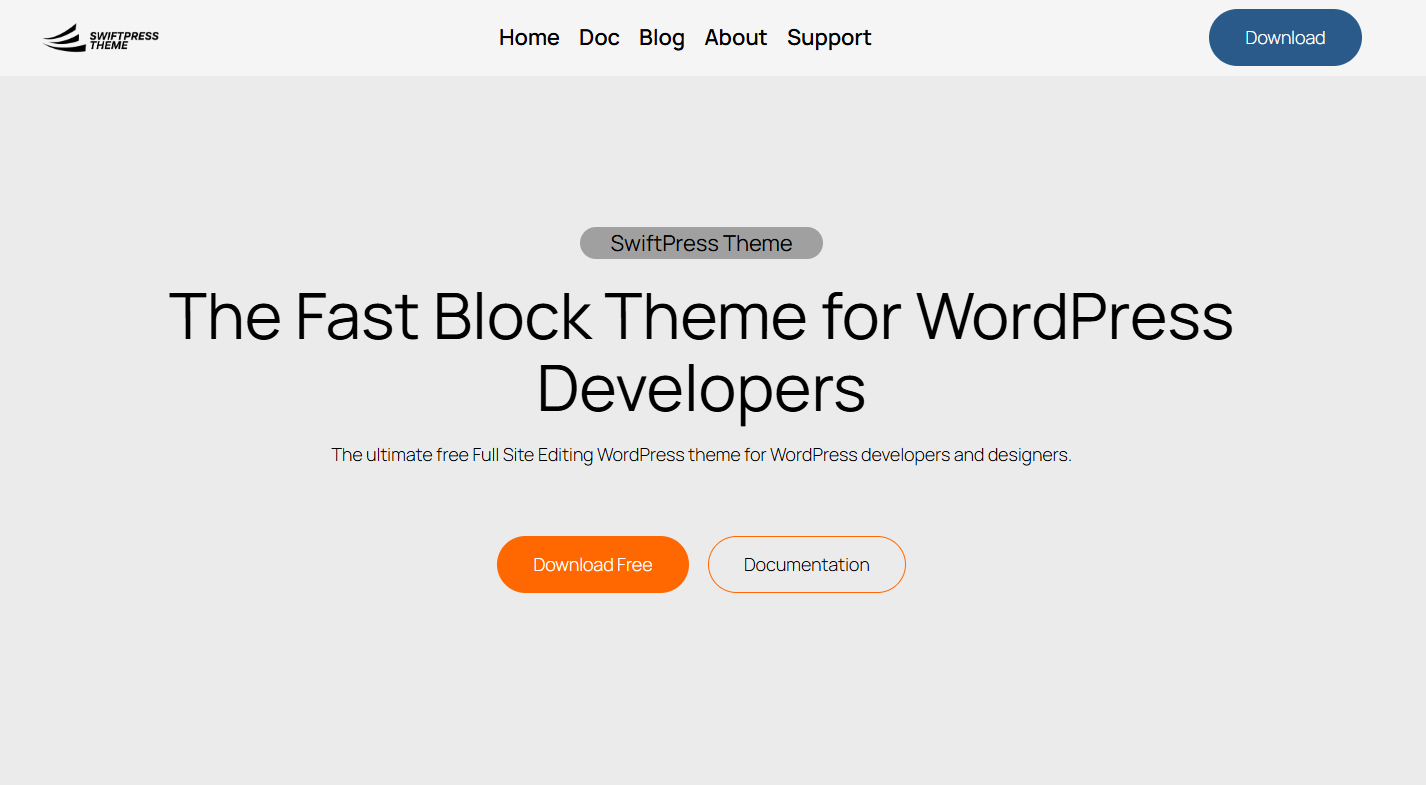 SWIFTPRESS
THEME
Home Doc Blog About Support
Download
SwiftPress Theme
The Fast Block Theme for WordPress
Developers
The ultimate free Full Site Editing WordPress theme for WordPress developers and designers.
Download Free
Documentation